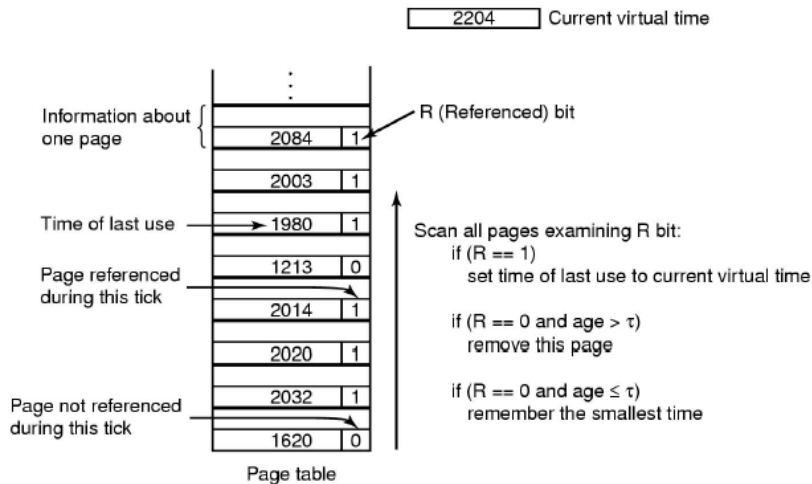 2204 Current virtual time
Information about
one page
R (Referenced) bit
2084 1
2003 1
Time of last use
1980 1
Scan all pages examining R bit:
if (R == 1)
set time of last use to current virtual time
if (R == 0 and age > τ)
remove this page
if (R == 0 and age ≤ τ)
remember the smallest time
1213 0
Page referenced
during this tick
2014 1
2020 1
2032 1
Page not referenced
during this tick
1620 0
Page table